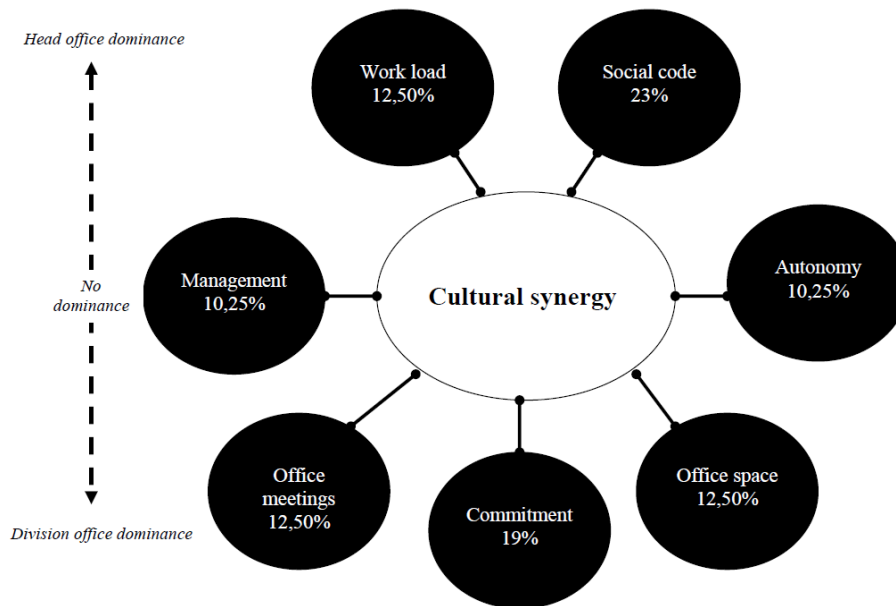 Head office dominance
Work load
12,50%
Social code
23%
Management
10,25%
No
dominance
Cultural synergy
Autonomy
10,25%
Office
meetings
12,50%
Commitment
19%
Office space
12,50%
Division office dominance